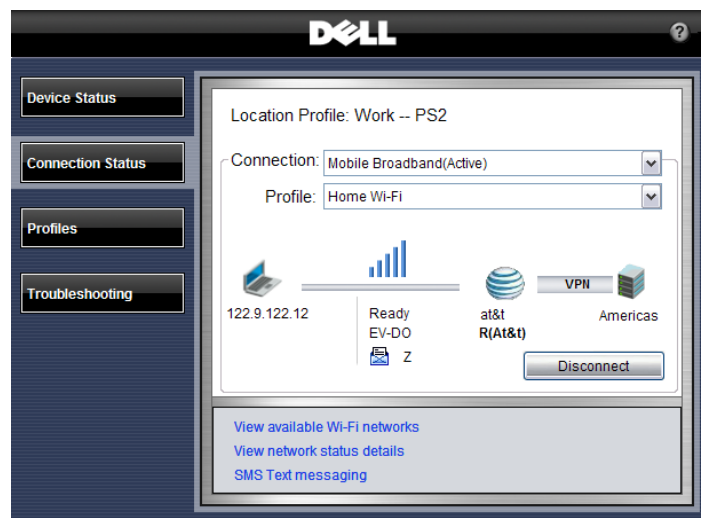 DELL
?
Device Status
Connection Status
Profiles
Troubleshooting
Location Profile: Work -- PS2
Connection: Mobile Broadband(Active)
Profile: Home Wi-Fi
VPN
122.9.122.12
Ready
EV-DO
Z
at&t
R(At&t)
Americas
Disconnect
View available Wi-Fi networks
View network status details
SMS Text messaging